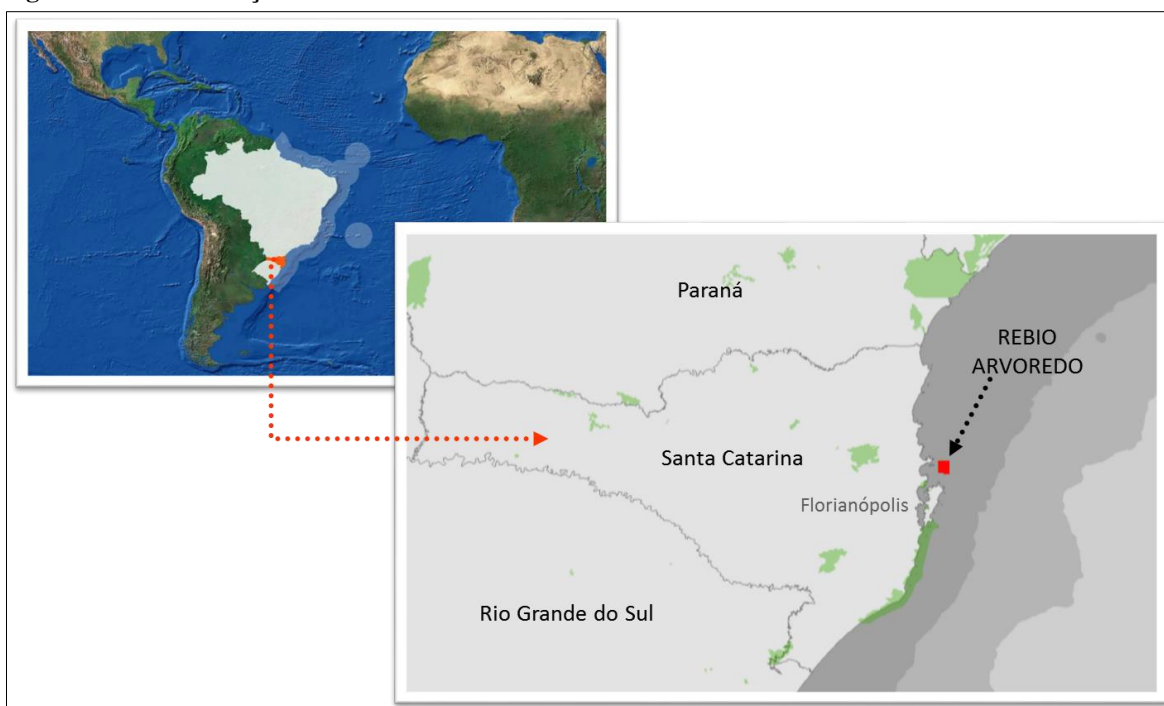 Paraná
REBIO
ARVOREDO
Santa Catarina
Florianópolis
Rio Grande do Sul